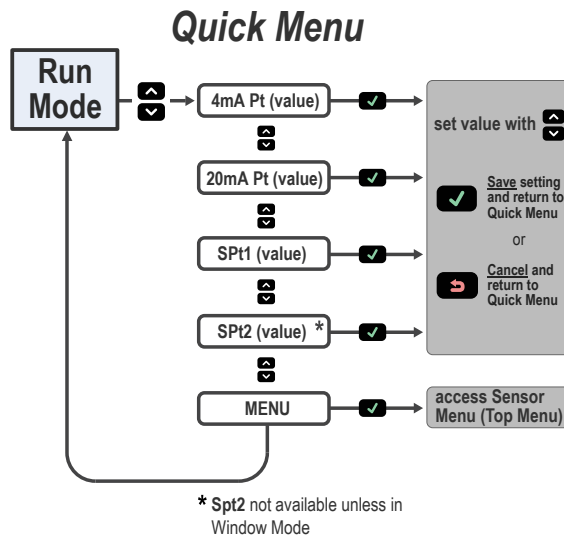 Quick Menu
Run
Mode
4mA Pt (value)
set value with
20mA Pt (value)
Save setting
and return to
Quick Menu
or
SPt1 (value)
Cancel and
return to
Quick Menu
SPt2 (value) *
MENU
access Sensor
Menu (Top Menu)
* Spt2 not available unless in
Window Mode